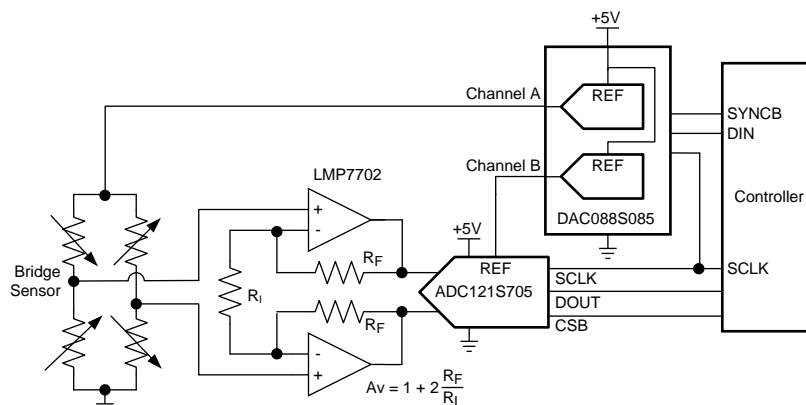 +5V
Channel A
REF
SYNCB
DIN
LMP7702
Channel B
REF
Controller
DAC088S085
+
-
+5V
Bridge
Sensor
RF
REF
SCLK
SCLK
RI
ADC121S705
DOUT
RF
CSB
-
+
Av = 1 + 2 RF/RI